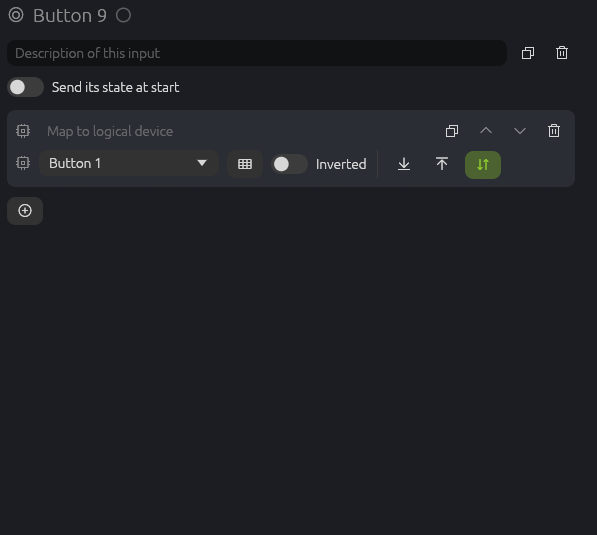 Button 9
Description of this input
Send its state at start
Map to logical device
Button 1
Inverted